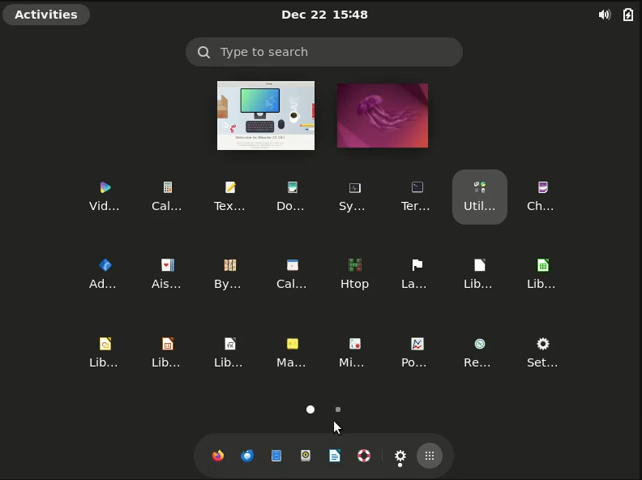 Activities
Dec 22 15:48
Type to search
Vid... Cal... Tex... Do... Sy... Ter... Util... Ch...
Ad... Ais... By... Cal... Htop La... Lib... Lib...
Lib... Lib... Lib... Ma... Mi... Po... Re... Set...